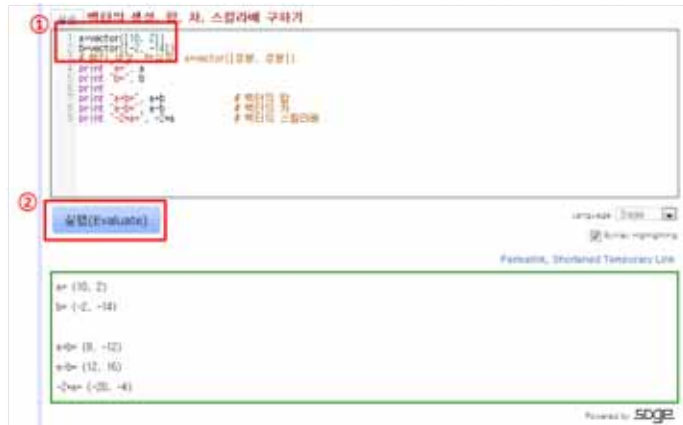 ①
벡터의 생성, 합, 차, 스칼라배 구하기
a=vector([10, 2])
b=vector([-2, -14])
a=vector([성분, 성분])
print "a=", a
print "b=", b
print
print "a+b=", a+b # 벡터의 합
print "a-b=", a-b # 벡터의 차
print "-2*a=", -2*a # 벡터의 스칼라배
②
실행(Evaluate)
Language: Sage
Syntax Highlighting
Permalink, Shortened Temporary Link
a= (10, 2)
b= (-2, -14)
a+b= (8, -12)
a-b= (12, 16)
-2*a= (-20, -4)
Powered by sage